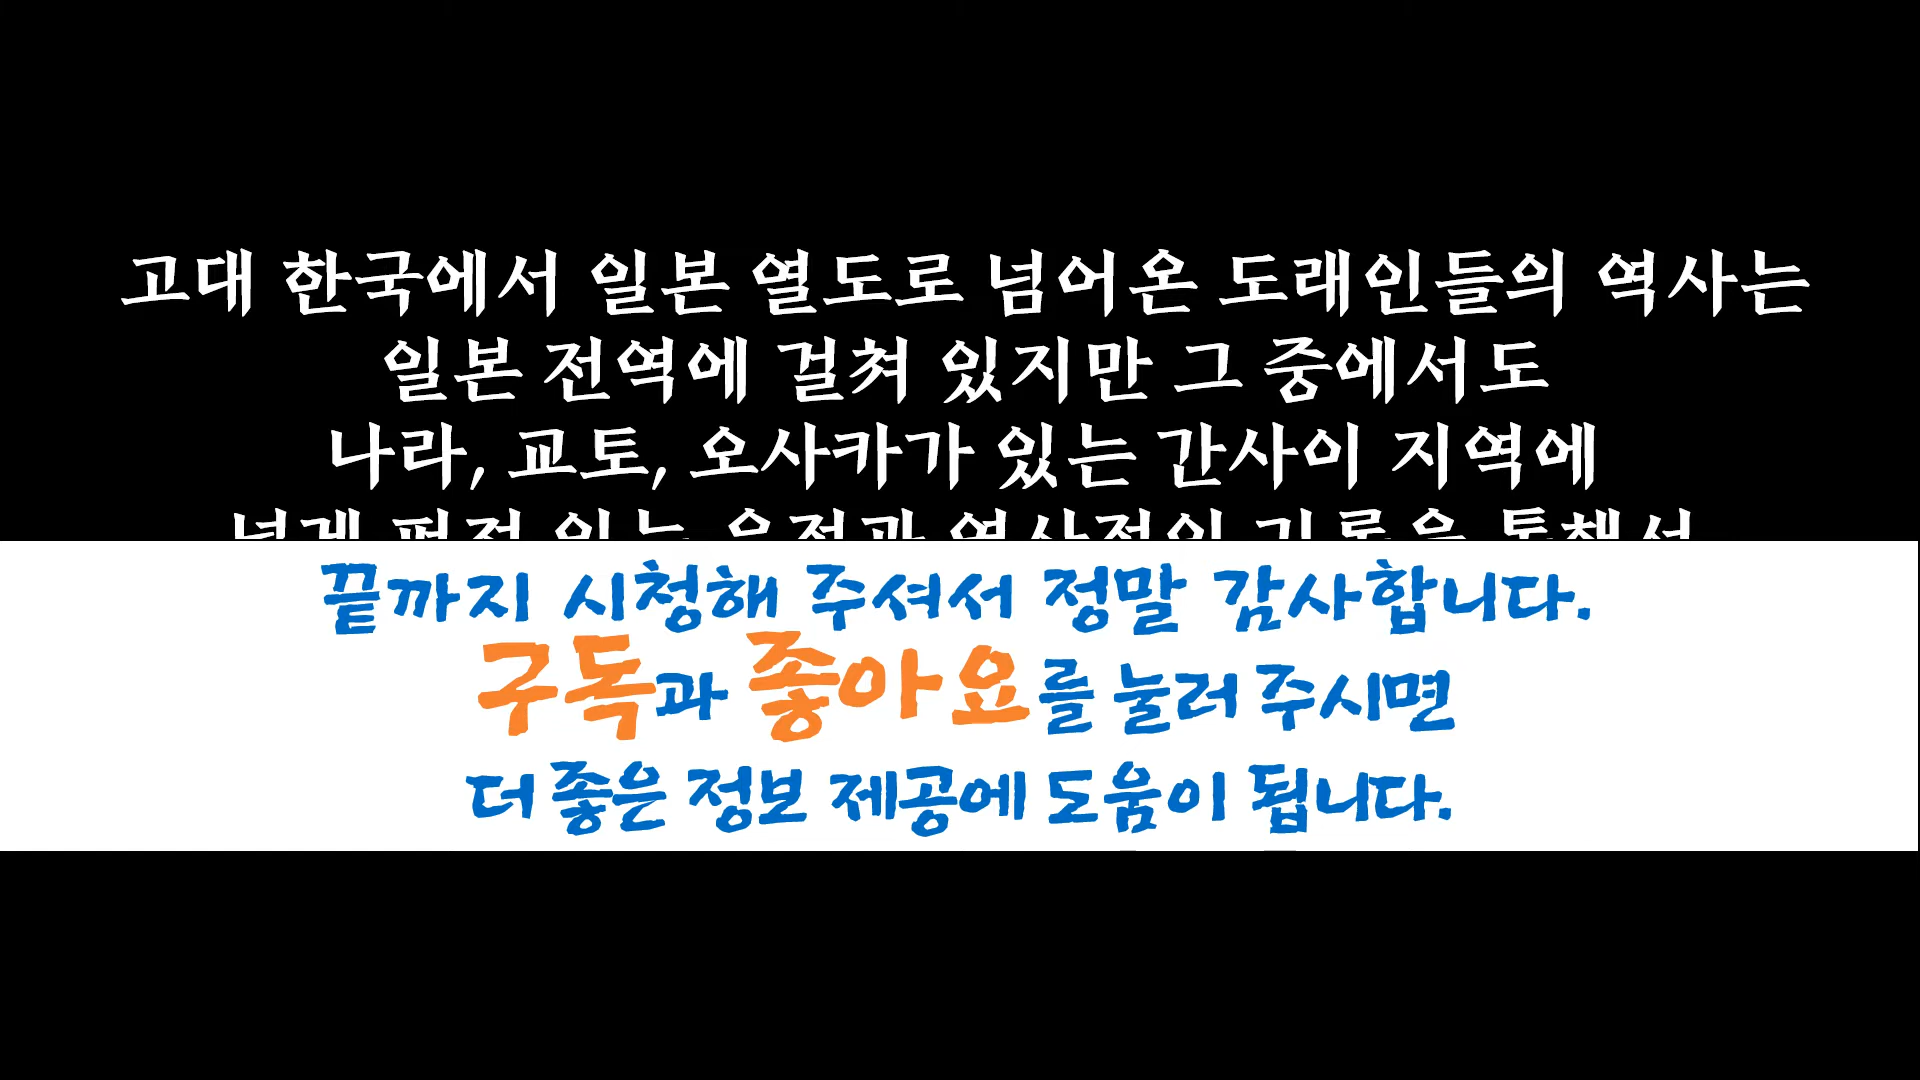 고대 한국에서 일본 열도로 넘어온 도래인들의 역사는
일본 전역에 걸쳐 있지만 그 중에서도
나라, 교토, 오사카가 있는 간사이 지역에
끝까지 시청해 주셔서 정말 감사합니다.
구독과 좋아요를 눌러 주시면
더 좋은 정보 제공에 도움이 됩니다.